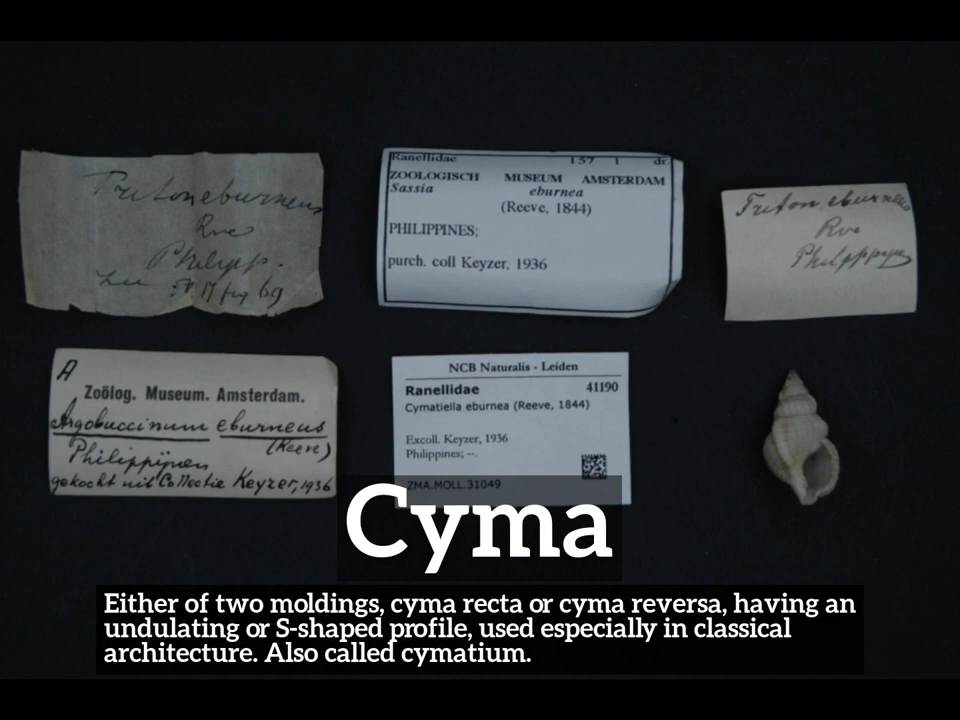 Triton eburneus
Rve
Philipp.
17 fig 69
Ranellidae 157 1 dr
ZOOLOGISCH MUSEUM AMSTERDAM
Sassia eburnea
(Reeve, 1844)
PHILIPPINES;
purch. coll Keyzer, 1936
Triton eburneus
Rve
A
Zoölog. Museum. Amsterdam.
Argobuccinum eburneus
(Reeve)
Philippijnen
gekocht uit Collectie Keyzer, 1936
NCB Naturalis - Leiden
Ranellidae 41190
Cymatiella eburnea (Reeve, 1844)
Excoll. Keyzer, 1936
Philippines; --.
ZMA.MOLL.31049
Cyma
Either of two moldings, cyma recta or cyma reversa, having an
undulating or S-shaped profile, used especially in classical
architecture. Also called cymatium.